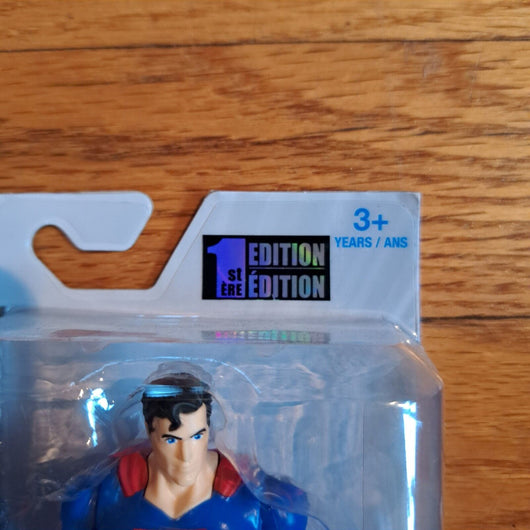 3+
YEARS / ANS
1st EDITION
ÈRE ÉDITION